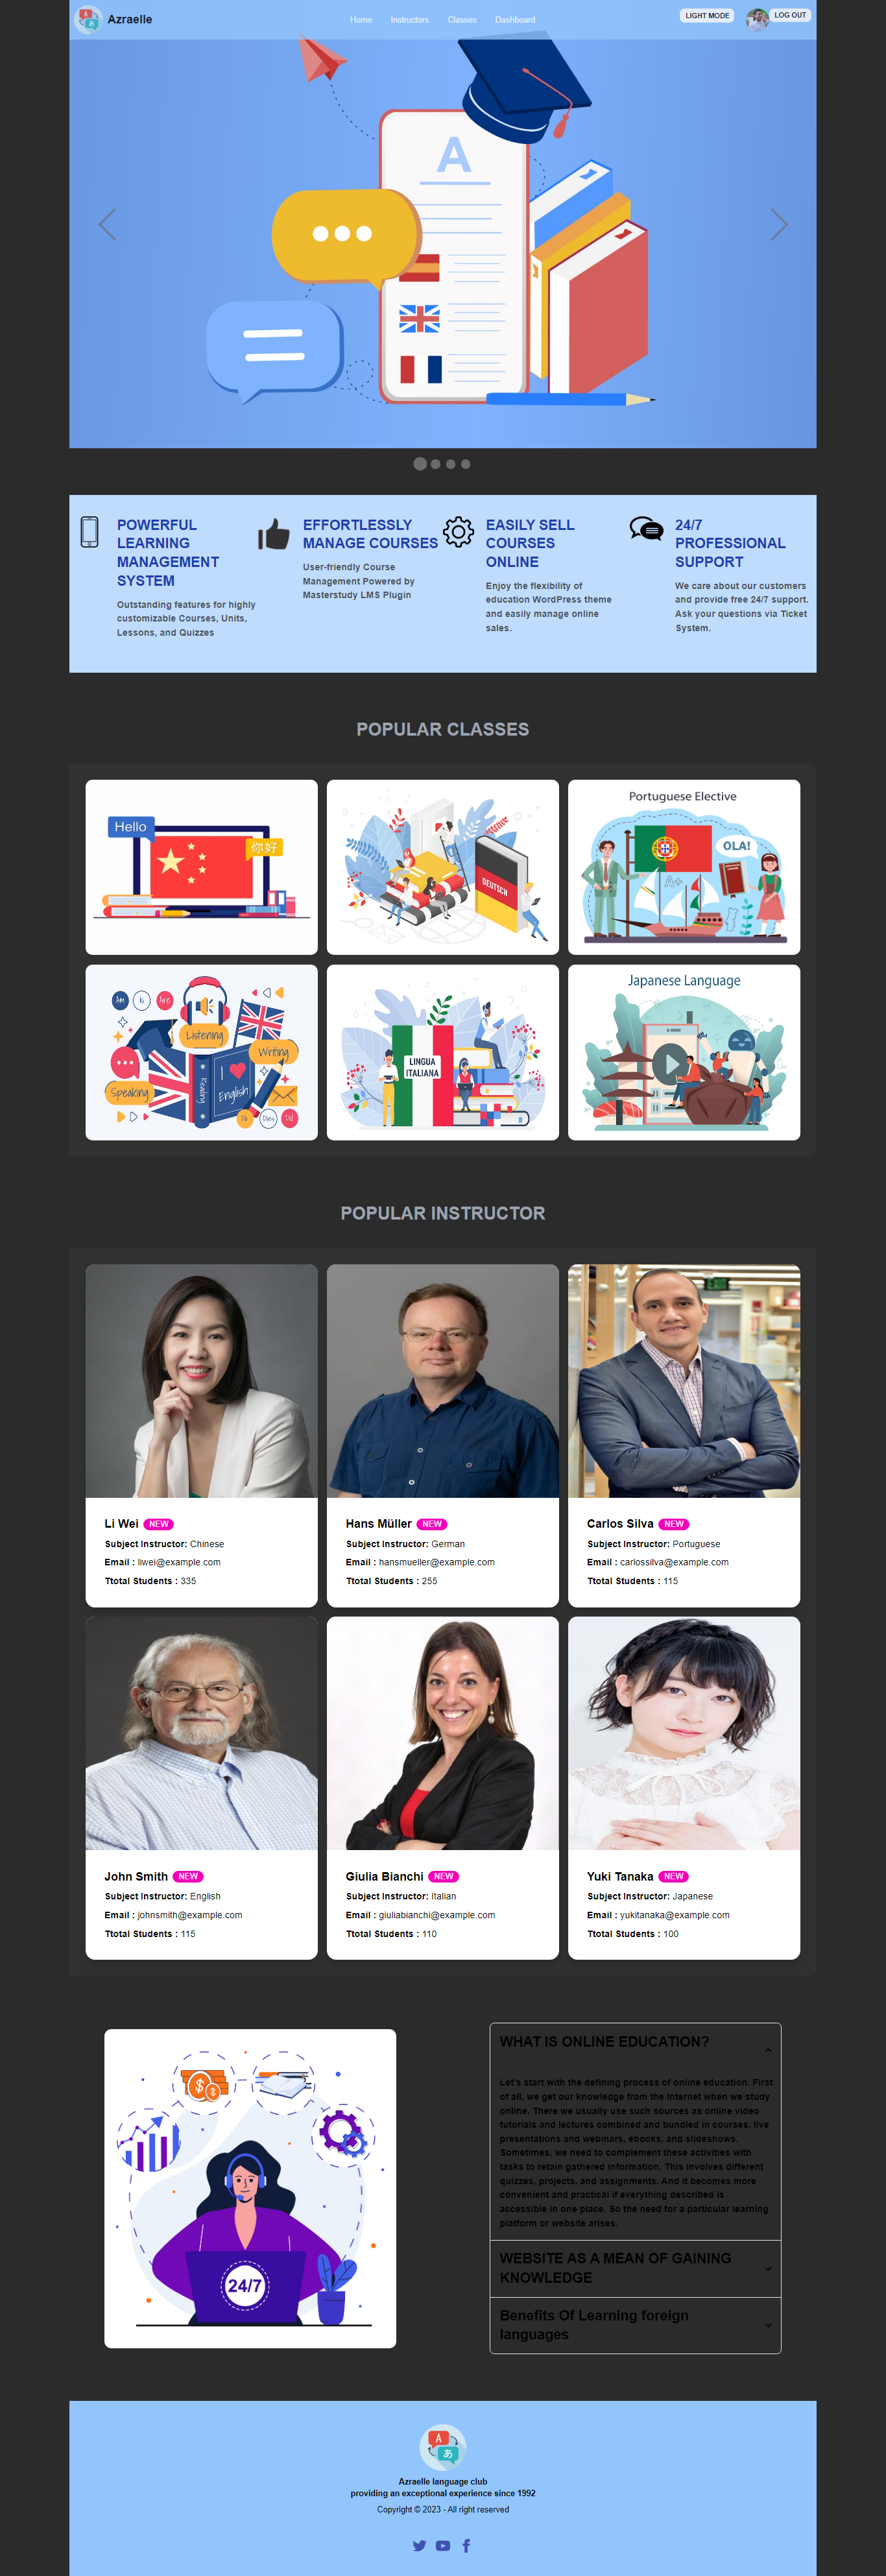 Azraelle
Home Instructors Classes Dashboard
LIGHT MODE
LOG OUT
A
POWERFUL
LEARNING
MANAGEMENT
SYSTEM
Outstanding features for highly
customizable Courses, Units,
Lessons, and Quizzes
EFFORTLESSLY
MANAGE COURSES
User-friendly Course
Management Powered by
Masterstudy LMS Plugin
EASILY SELL
COURSES
ONLINE
Enjoy the flexibility of
education WordPress theme
and easily manage online
sales.
24/7
PROFESSIONAL
SUPPORT
We care about our customers
and provide free 24/7 support.
Ask your questions via Ticket
System.
POPULAR CLASSES
Hello
你好
DEUTSCH
Portuguese Elective
OLA!
A+
Am Is Are
Listening
Writing
Speaking
Reading
I
English
Do Does Did
LINGUA
ITALIANA
Japanese Language
POPULAR INSTRUCTOR
Li Wei NEW
Subject Instructor: Chinese
Email : liwei@example.com
Ttotal Students : 335
Hans Müller NEW
Subject Instructor: German
Email : hansmueller@example.com
Ttotal Students : 255
Carlos Silva NEW
Subject Instructor: Portuguese
Email : carlossilva@example.com
Ttotal Students : 115
John Smith NEW
Subject Instructor: English
Email : johnsmith@example.com
Ttotal Students : 115
Giulia Bianchi NEW
Subject Instructor: Italian
Email : giuliabianchi@example.com
Ttotal Students : 110
Yuki Tanaka NEW
Subject Instructor: Japanese
Email : yukitanaka@example.com
Ttotal Students : 100
24/7
WHAT IS ONLINE EDUCATION?
Let's start with the defining process of online education. First
of all, we get our knowledge from the Internet when we study
online. There we usually use such sources as online video
tutorials and lectures combined and bundled in courses, live
presentations and webinars, ebooks, and slideshows.
Sometimes, we need to complement these activities with
tasks to retain gathered information. This involves different
quizzes, projects, and assignments. And it becomes more
convenient and practical if everything described is
accessible in one place. So the need for a particular learning
platform or website arises.
WEBSITE AS A MEAN OF GAINING
KNOWLEDGE
Benefits Of Learning foreign
languages
A
あ
Azraelle language club
providing an exceptional experience since 1992
Copyright © 2023 - All right reserved